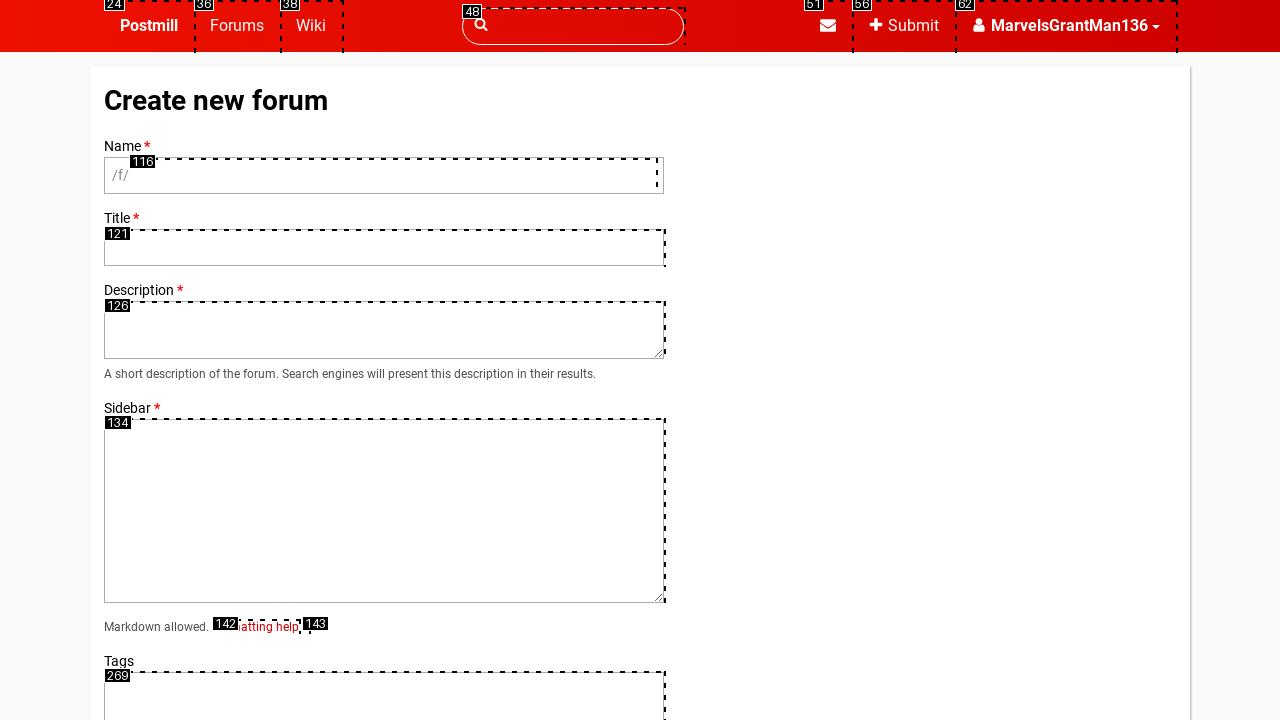 24 36 38 48 51 56 62
Postmill Forums Wiki Submit MarvelsGrantMan136
Create new forum
Name *
116
/f/
Title *
121
Description *
126
A short description of the forum. Search engines will present this description in their results.
Sidebar *
134
Markdown allowed. 142 atting help 143
Tags
269